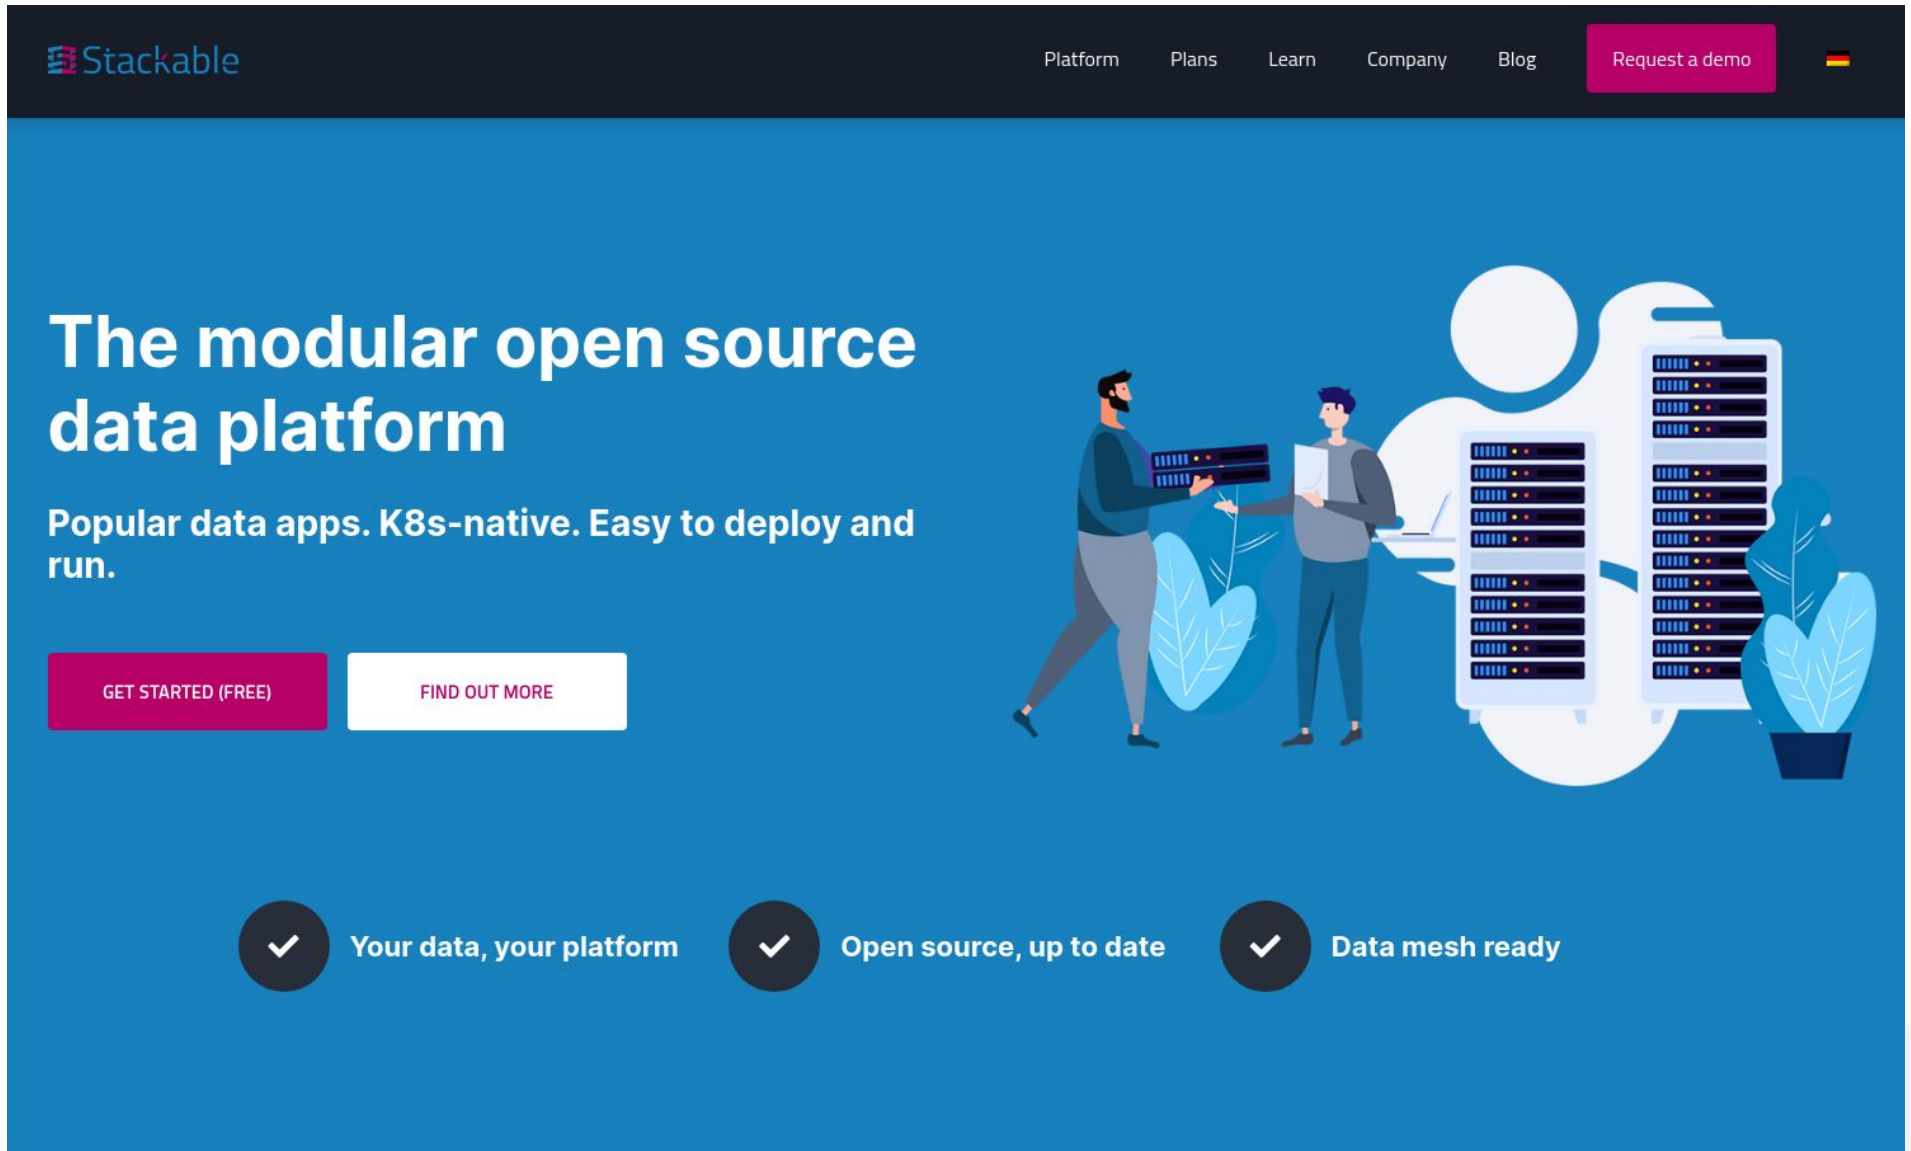 Stackable
Platform Plans Learn Company Blog Request a demo
The modular open source
data platform
Popular data apps. K8s-native. Easy to deploy and
run.
GET STARTED (FREE) FIND OUT MORE
Your data, your platform Open source, up to date Data mesh ready